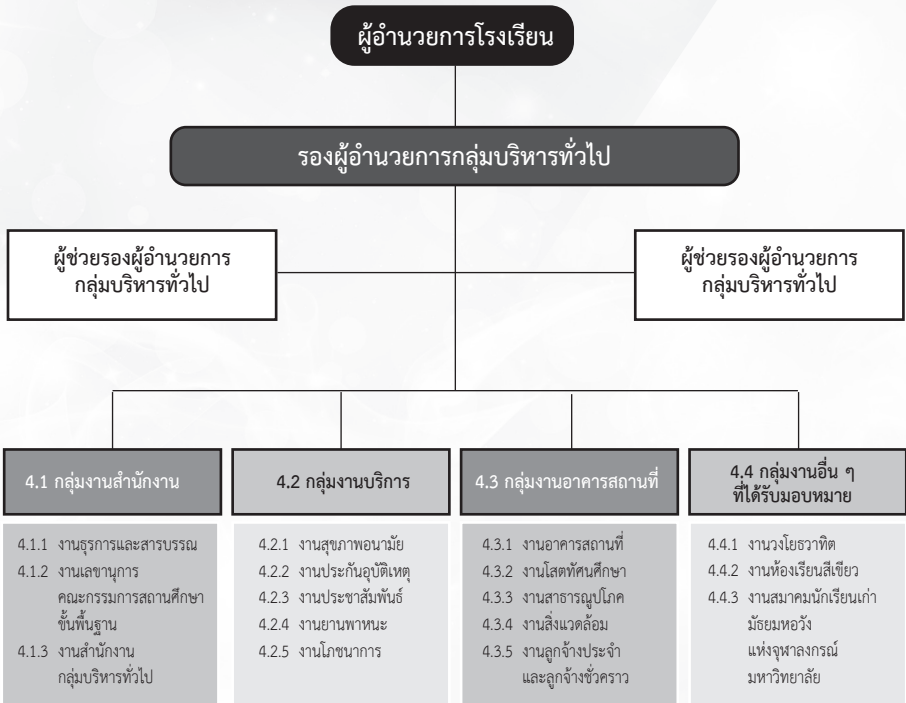 ผู้อำนวยการโรงเรียน
รองผู้อำนวยการกลุ่มบริหารทั่วไป
ผู้ช่วยรองผู้อำนวยการ
กลุ่มบริหารทั่วไป
ผู้ช่วยรองผู้อำนวยการ
กลุ่มบริหารทั่วไป
4.1 กลุ่มงานสำนักงาน
4.1.1 งานธุรการและสารบรรณ
4.1.2 งานเลขานุการ
คณะกรรมการสถานศึกษา
ขั้นพื้นฐาน
4.1.3 งานสำนักงาน
กลุ่มบริหารทั่วไป
4.2 กลุ่มงานบริการ
4.2.1 งานสุขภาพอนามัย
4.2.2 งานประกันอุบัติเหตุ
4.2.3 งานประชาสัมพันธ์
4.2.4 งานยานพาหนะ
4.2.5 งานโภชนาการ
4.3 กลุ่มงานอาคารสถานที่
4.3.1 งานอาคารสถานที่
4.3.2 งานโสตทัศนศึกษา
4.3.3 งานสาธารณูปโภค
4.3.4 งานสิ่งแวดล้อม
4.3.5 งานลูกจ้างประจำ
และลูกจ้างชั่วคราว
4.4 กลุ่มงานอื่น ๆ
ที่ได้รับมอบหมาย
4.4.1 งานวงโยธวาทิต
4.4.2 งานห้องเรียนสีเขียว
4.4.3 งานสมาคมนักเรียนเก่า
มัธยมหอวัง
แห่งจุฬาลงกรณ์
มหาวิทยาลัย